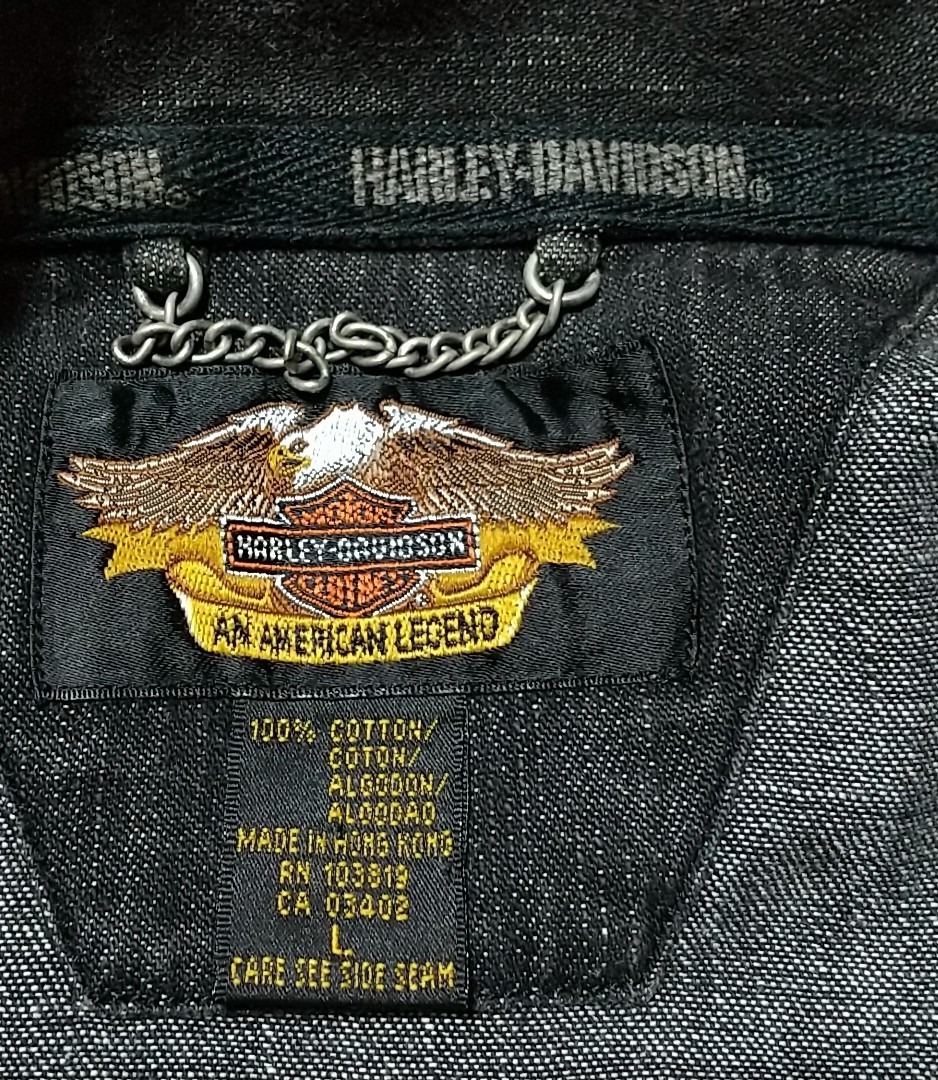 DAVIDSON® HARLEY-DAVIDSON®
HARLEY-DAVIDSON
AN AMERICAN LEGEND
100% COTTON/
COTON/
ALGODON/
ALGODAO
MADE IN HONG KONG
RN 103819
CA 03402
L
CARE SEE SIDE SEAM